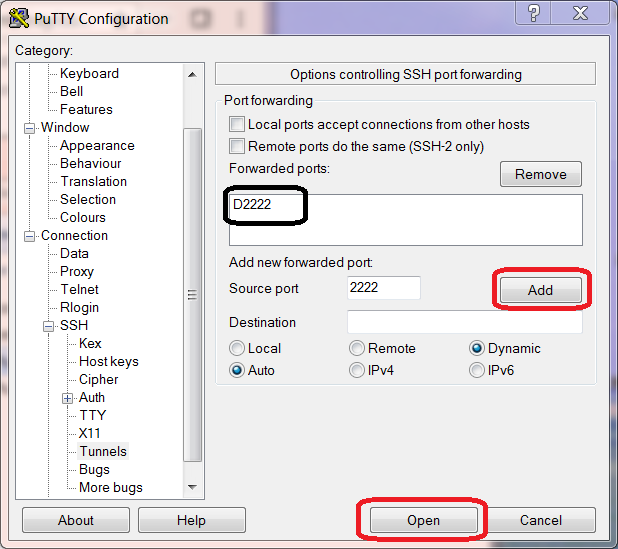 PuTTY Configuration
?
Category:
Keyboard
Bell
Features
Window
Appearance
Behaviour
Translation
Selection
Colours
Connection
Data
Proxy
Telnet
Rlogin
SSH
Kex
Host keys
Cipher
Auth
TTY
X11
Tunnels
Bugs
More bugs
Options controlling SSH port forwarding
Port forwarding
Local ports accept connections from other hosts
Remote ports do the same (SSH-2 only)
Forwarded ports:
Remove
D2222
Add new forwarded port:
Source port 2222 Add
Destination
Local Remote Dynamic
Auto IPv4 IPv6
About Help Open Cancel